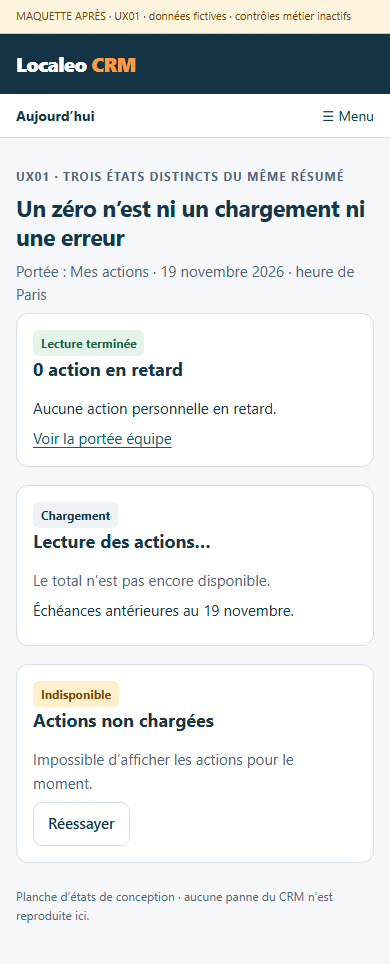 MAQUETTE APRÈS · UX01 · données fictives · contrôles métier inactifs
Localeo CRM
Aujourd’hui
☰ Menu
UX01 · TROIS ÉTATS DISTINCTS DU MÊME RÉSUMÉ
Un zéro n’est ni un chargement ni
une erreur
Portée : Mes actions · 19 novembre 2026 · heure de
Paris
Lecture terminée
0 action en retard
Aucune action personnelle en retard.
Voir la portée équipe
Chargement
Lecture des actions…
Le total n’est pas encore disponible.
Échéances antérieures au 19 novembre.
Indisponible
Actions non chargées
Impossible d’afficher les actions pour le
moment.
Réessayer
Planche d’états de conception · aucune panne du CRM n’est
reproduite ici.